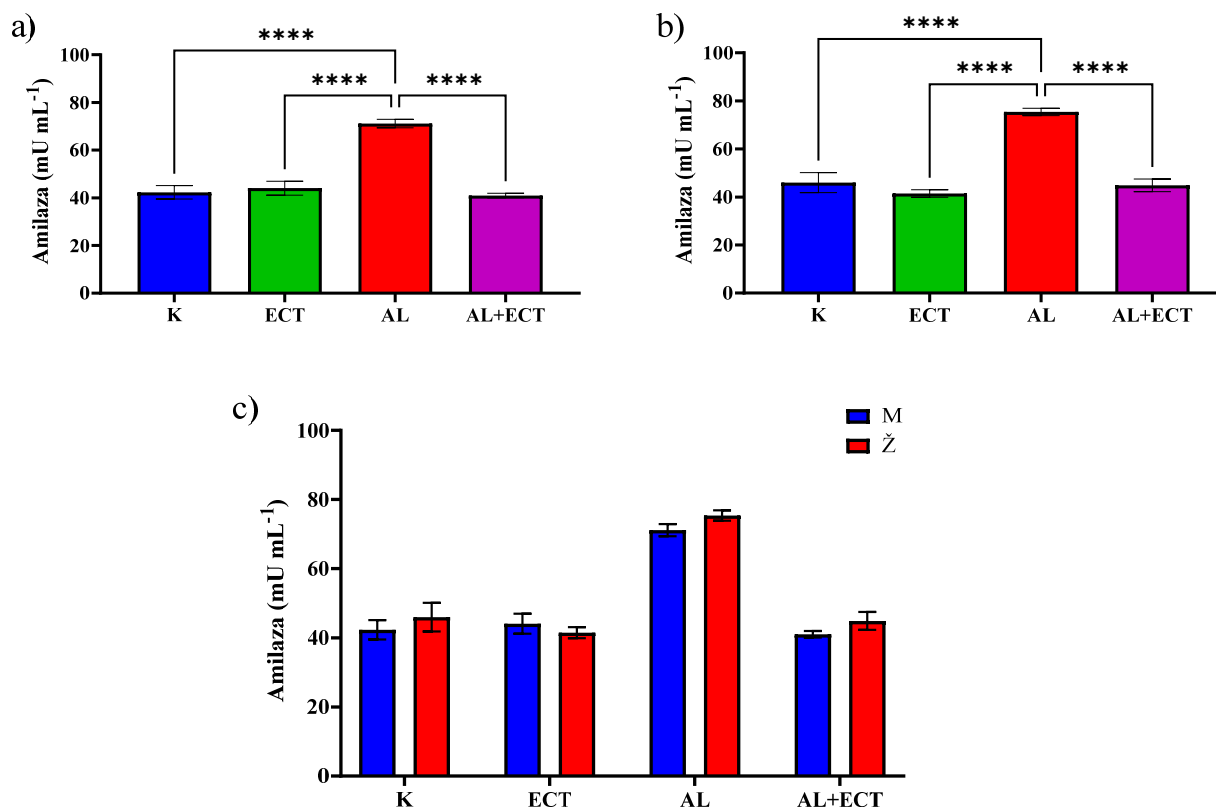 a)
****
**** ****
Amilaza (mU mL⁻¹)
100
80
60
40
20
0
K ECT AL AL+ECT
b)
****
**** ****
Amilaza (mU mL⁻¹)
100
80
60
40
20
0
K ECT AL AL+ECT
c)
M
Ž
Amilaza (mU mL⁻¹)
100
80
60
40
20
0
K ECT AL AL+ECT